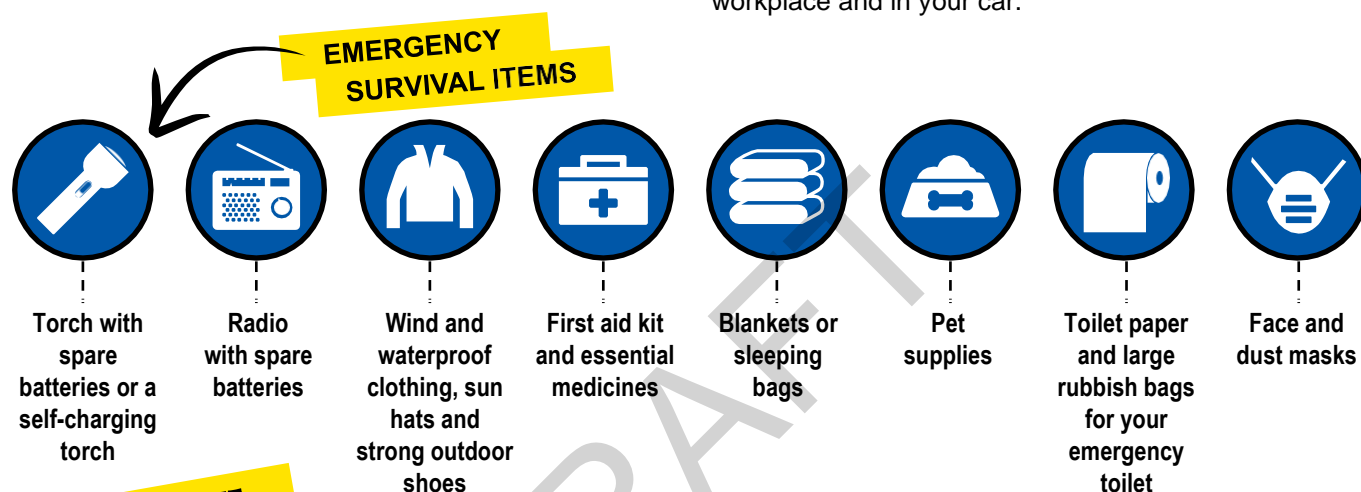 workplace and in your car.
EMERGENCY
SURVIVAL ITEMS
Torch with
spare
batteries or a
self-charging
torch
Radio
with spare
batteries
Wind and
waterproof
clothing, sun
hats and
strong outdoor
shoes
First aid kit
and essential
medicines
Blankets or
sleeping
bags
Pet
supplies
Toilet paper
and large
rubbish bags
for your
emergency
toilet
Face and
dust masks